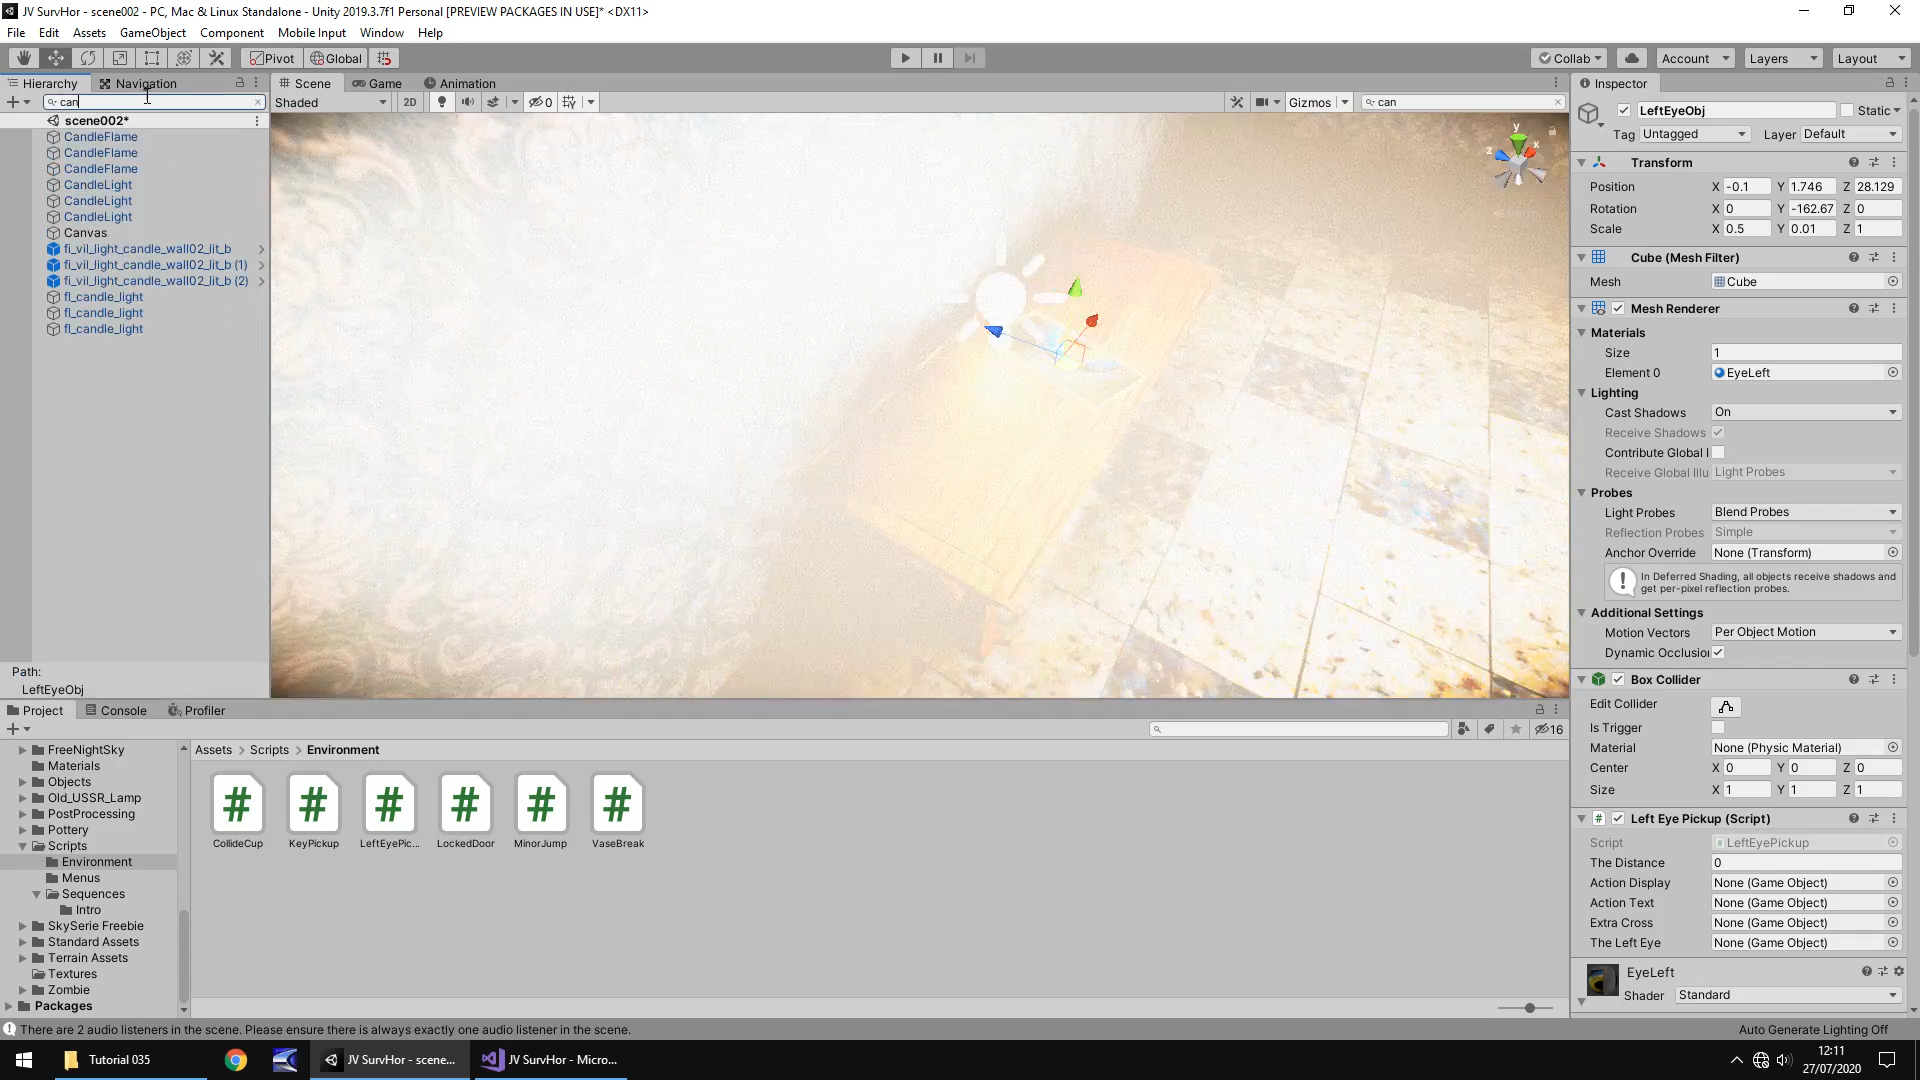 JV SurvHor - scene002 - PC, Mac & Linux Standalone - Unity 2019.3.7f1 Personal [PREVIEW PACKAGES IN USE]* <DX11>
File Edit Assets GameObject Component Mobile Input Window Help
Pivot Global Collab Account Layers Layout
Hierarchy Navigation
can
scene002*
CandleFlame
CandleFlame
CandleFlame
CandleLight
CandleLight
CandleLight
Canvas
fi_vil_light_candle_wall02_lit_b
fi_vil_light_candle_wall02_lit_b (1)
fi_vil_light_candle_wall02_lit_b (2)
fl_candle_light
fl_candle_light
fl_candle_light
Path:
LeftEyeObj
Scene Game Animation
Shaded 2D 0 Gizmos can
y
x
z
Inspector
LeftEyeObj Static
Tag Untagged Layer Default
Transform
Position X -0.1 Y 1.746 Z 28.129
Rotation X 0 Y -162.67 Z 0
Scale X 0.5 Y 0.01 Z 1
Cube (Mesh Filter)
Mesh Cube
Mesh Renderer
Materials
Size 1
Element 0 EyeLeft
Lighting
Cast Shadows On
Receive Shadows
Contribute Global I
Receive Global Illu Light Probes
Probes
Light Probes Blend Probes
Reflection Probes Simple
Anchor Override None (Transform)
In Deferred Shading, all objects receive shadows and
get per-pixel reflection probes.
Additional Settings
Motion Vectors Per Object Motion
Dynamic Occlusion
Box Collider
Edit Collider
Is Trigger
Material None (Physic Material)
Center X 0 Y 0 Z 0
Size X 1 Y 1 Z 1
Left Eye Pickup (Script)
Script LeftEyePickup
The Distance 0
Action Display None (Game Object)
Action Text None (Game Object)
Extra Cross None (Game Object)
The Left Eye None (Game Object)
EyeLeft
Shader Standard
Project Console Profiler
16
FreeNightSky
Materials
Objects
Old_USSR_Lamp
PostProcessing
Pottery
Scripts
Environment
Menus
Sequences
Intro
SkySerie Freebie
Standard Assets
Terrain Assets
Textures
Zombie
Packages
Assets > Scripts > Environment
CollideCup KeyPickup LeftEyePic... LockedDoor MinorJump VaseBreak
There are 2 audio listeners in the scene. Please ensure there is always exactly one audio listener in the scene.
Auto Generate Lighting Off
Tutorial 035 JV SurvHor - scene... JV SurvHor - Micro...
12:11
27/07/2020